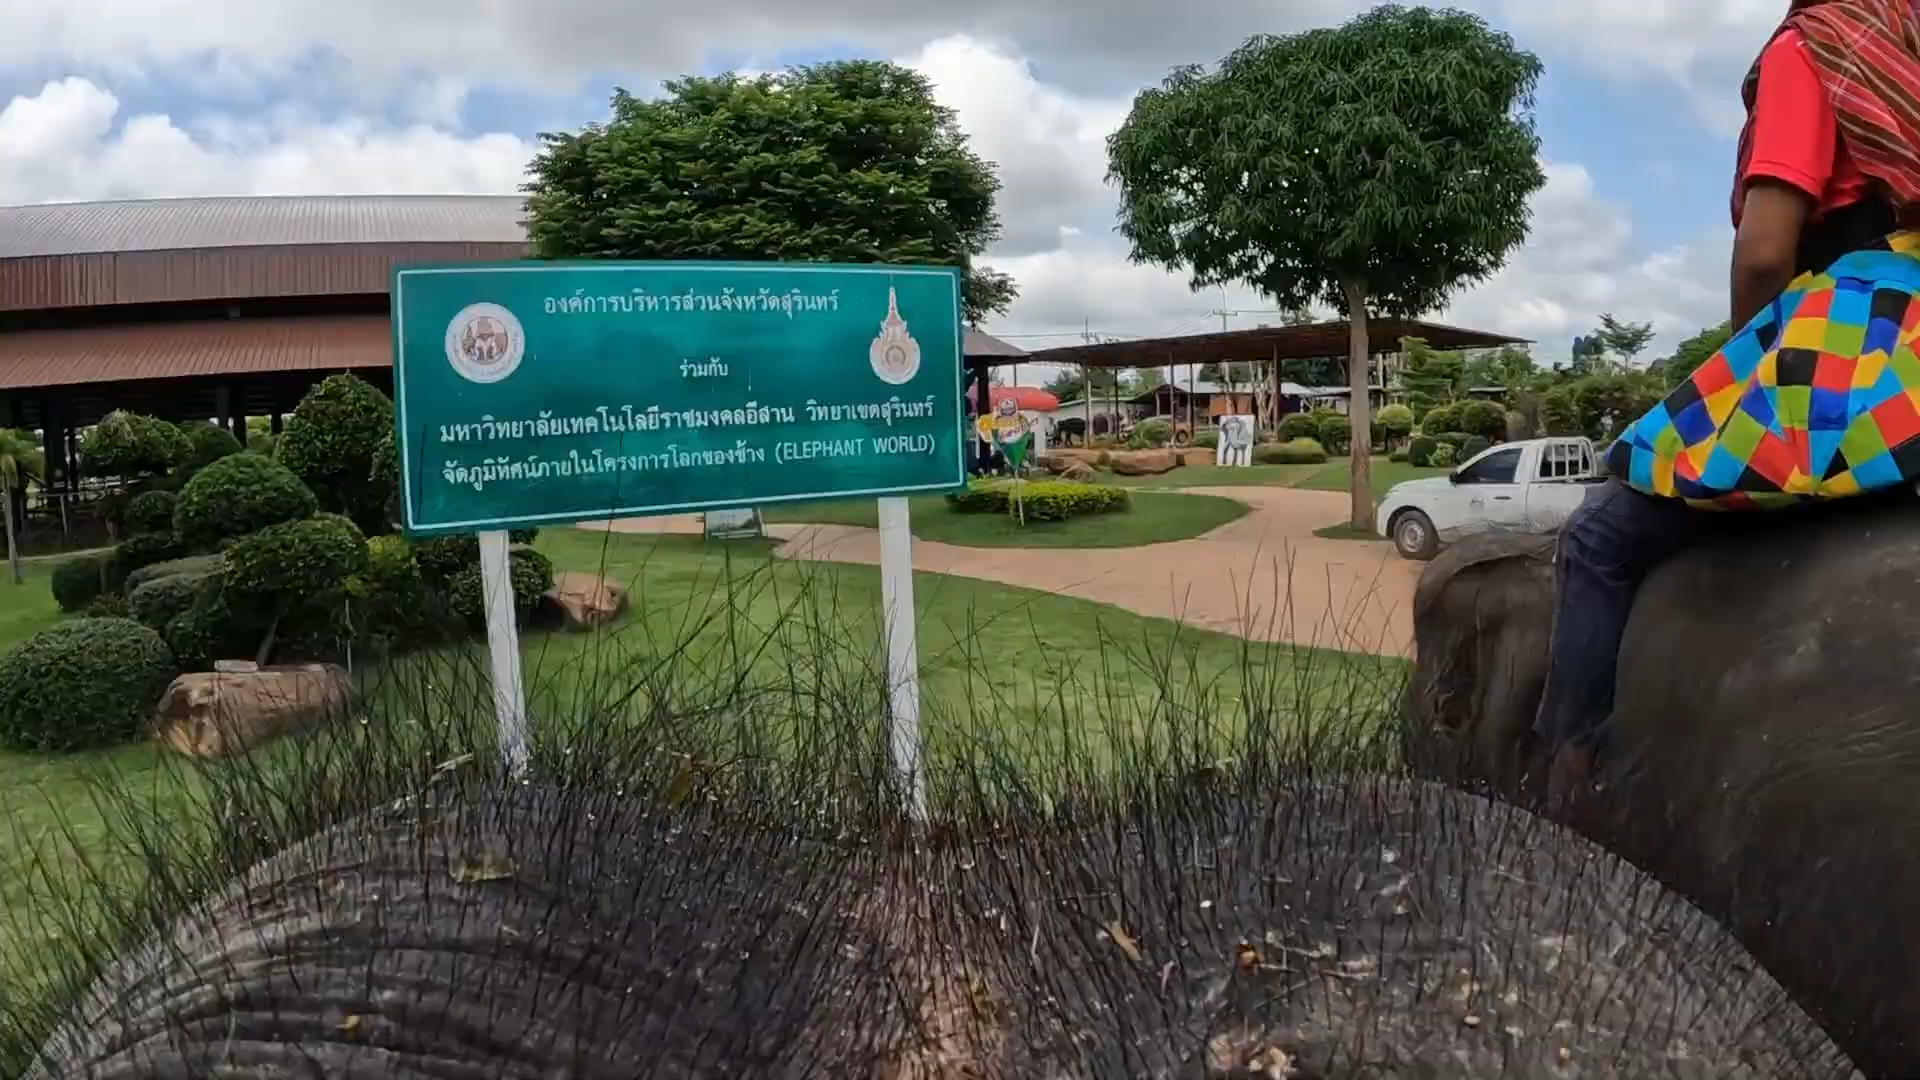 องค์การบริหารส่วนจังหวัดสุรินทร์
ร่วมกับ
มหาวิทยาลัยเทคโนโลยีราชมงคลอีสาน วิทยาเขตสุรินทร์
จัดภูมิทัศน์ภายในโครงการโลกของช้าง (ELEPHANT WORLD)